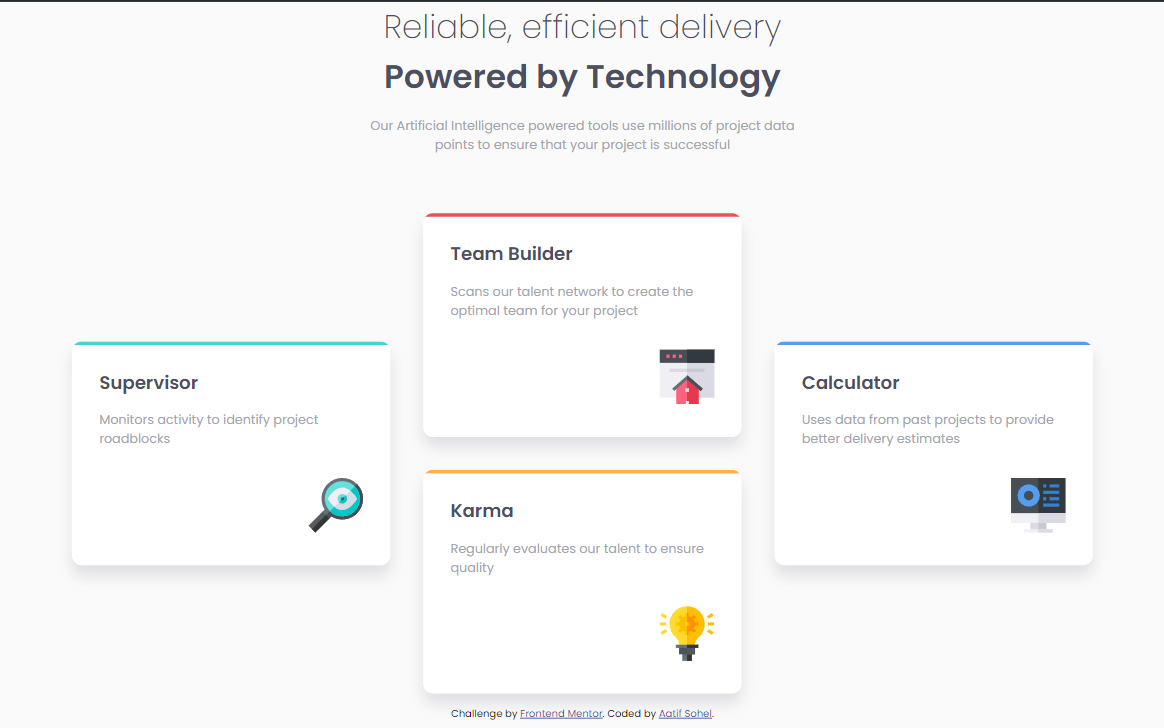 Reliable, efficient delivery
Powered by Technology
Our Artificial Intelligence powered tools use millions of project data
points to ensure that your project is successful
Team Builder
Scans our talent network to create the
optimal team for your project
Supervisor
Monitors activity to identify project
roadblocks
Calculator
Uses data from past projects to provide
better delivery estimates
Karma
Regularly evaluates our talent to ensure
quality
Challenge by Frontend Mentor. Coded by Aatif Sohel.